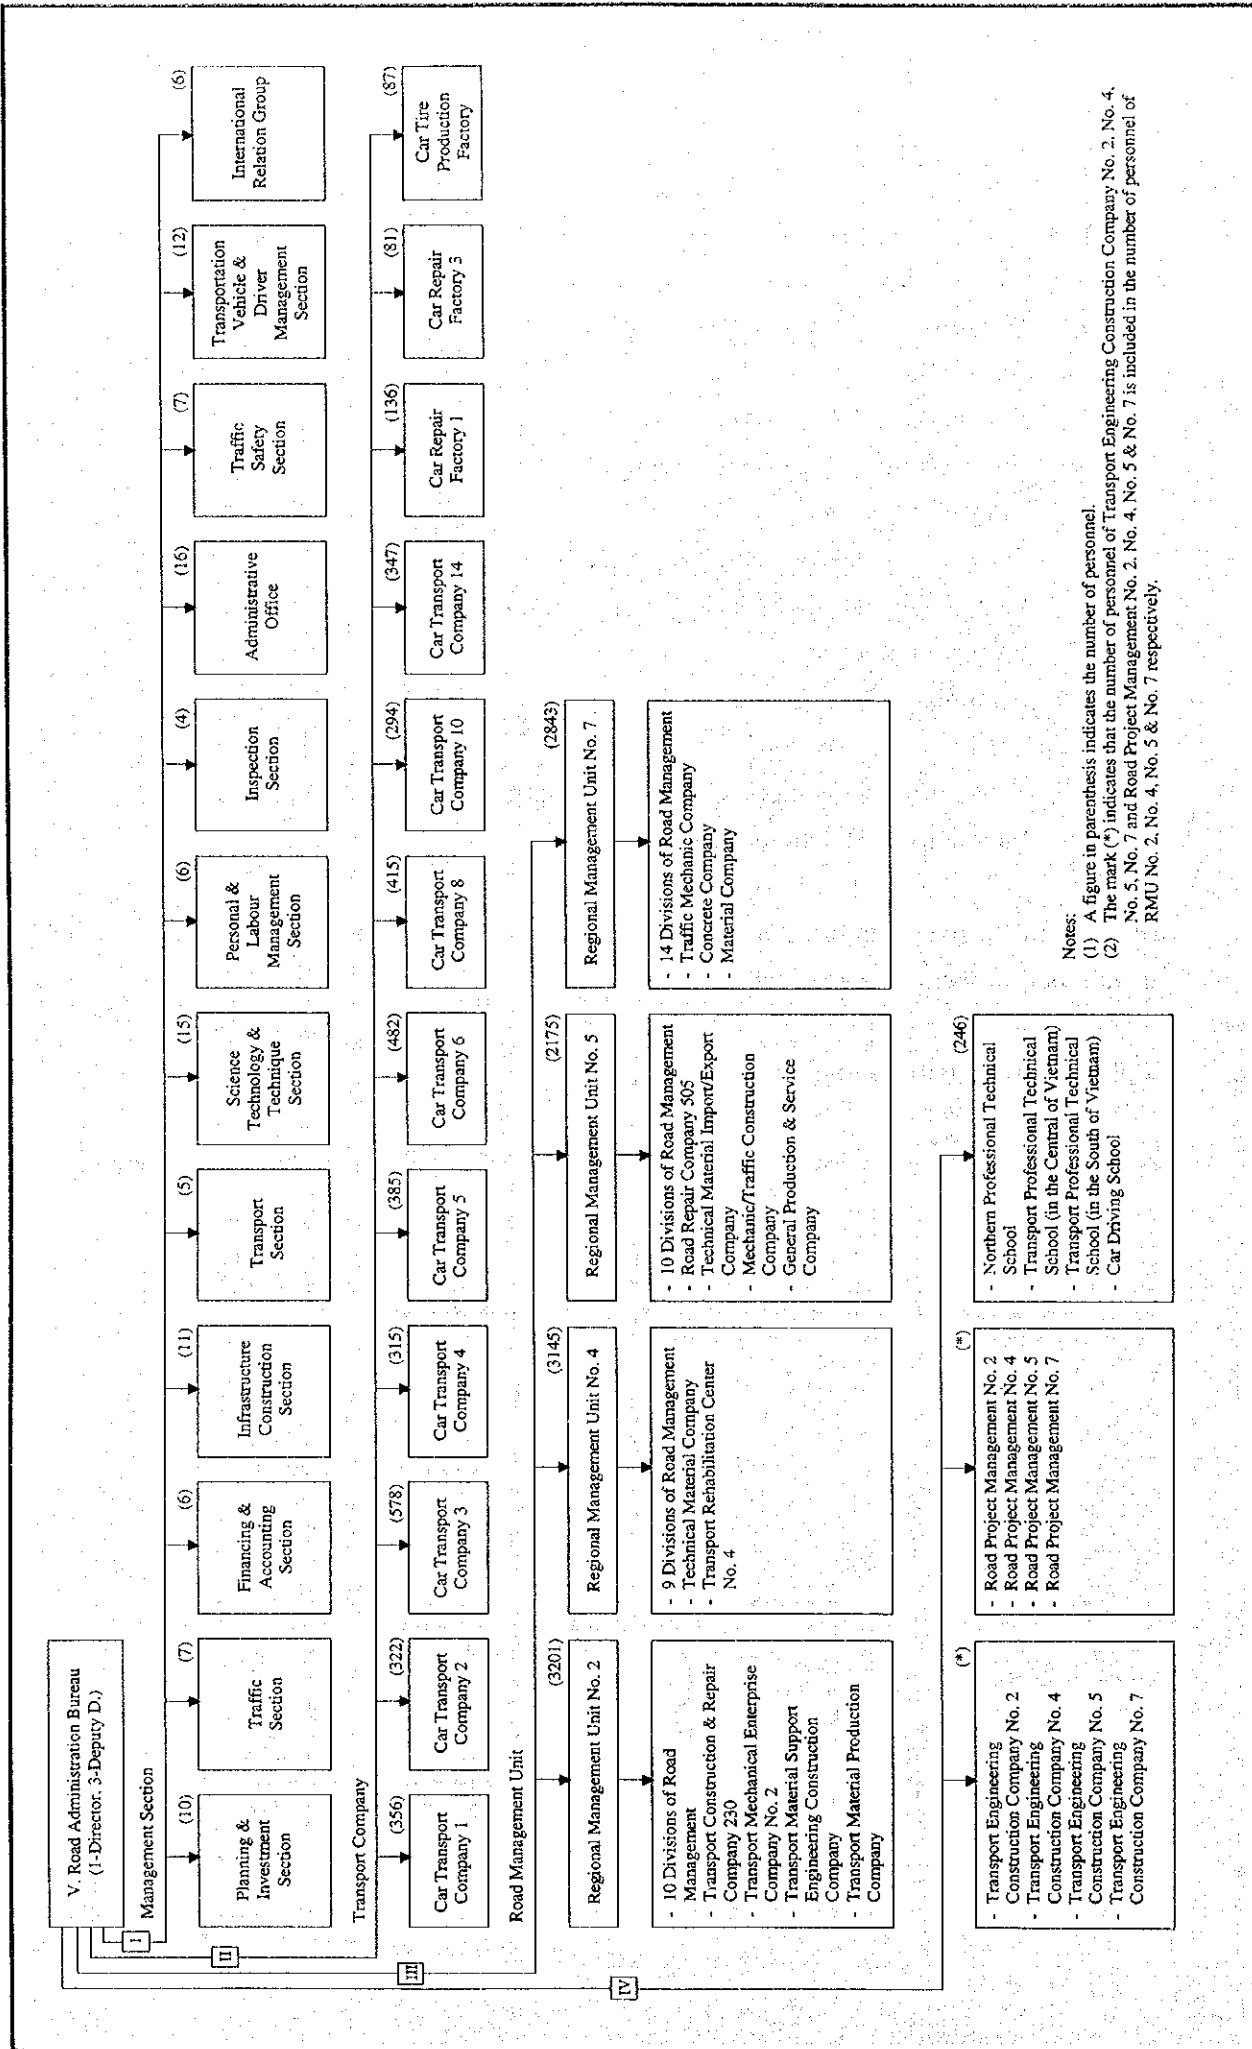 V. Road Administration Bureau
(1-Director, 3-Deputy D.)
I
II
III
IV
Management Section
(10)
Planning &
Investment
Section
(7)
Traffic
Section
(6)
Financing &
Accounting
Section
(11)
Infrastructure
Construction
Section
(5)
Transport
Section
(15)
Science
Technology &
Technique
Section
(6)
Personal &
Labour
Management
Section
(4)
Inspection
Section
(16)
Administrative
Office
(7)
Traffic
Safety
Section
(12)
Transportation
Vehicle &
Driver
Management
Section
(6)
International
Relation Group
Transport Company
(356)
Car Transport
Company 1
(322)
Car Transport
Company 2
(578)
Car Transport
Company 3
(315)
Car Transport
Company 4
(385)
Car Transport
Company 5
(482)
Car Transport
Company 6
(415)
Car Transport
Company 8
(294)
Car Transport
Company 10
(347)
Car Transport
Company 14
(136)
Car Repair
Factory 1
(81)
Car Repair
Factory 3
(87)
Car Tire
Production
Factory
Road Management Unit
(3201)
Regional Management Unit No. 2
- 10 Divisions of Road
Management
- Transport Construction & Repair
Company 230
- Transport Mechanical Enterprise
Company No. 2
- Transport Material Support
Engineering Construction
Company
- Transport Material Production
Company
(3145)
Regional Management Unit No. 4
- 9 Divisions of Road Management
- Technical Material Company
- Transport Rehabilitation Center
No. 4
(2175)
Regional Management Unit No. 5
- 10 Divisions of Road Management
- Road Repair Company 505
- Technical Material Import/Export
Company
- Mechanic/Traffic Construction
Company
- General Production & Service
Company
(2843)
Regional Management Unit No. 7
- 14 Divisions of Road Management
- Traffic Mechanic Company
- Concrete Company
- Material Company
(*)
- Transport Engineering
Construction Company No. 2
- Transport Engineering
Construction Company No. 4
- Transport Engineering
Construction Company No. 5
- Transport Engineering
Construction Company No. 7
(*)
- Road Project Management No. 2
- Road Project Management No. 4
- Road Project Management No. 5
- Road Project Management No. 7
(246)
- Northern Professional Technical
School
- Transport Professional Technical
School (in the Central of Vietnam)
- Transport Professional Technical
School (in the South of Vietnam)
- Car Driving School
Notes:
(1) A figure in parenthesis indicates the number of personnel.
(2) The mark (*) indicates that the number of personnel of Transport Engineering Construction Company No. 2, No. 4,
No. 5, No. 7 and Road Project Management No. 2, No. 4, No. 5 & No. 7 is included in the number of personnel of
RMU No. 2, No. 4, No. 5 & No. 7 respectively.